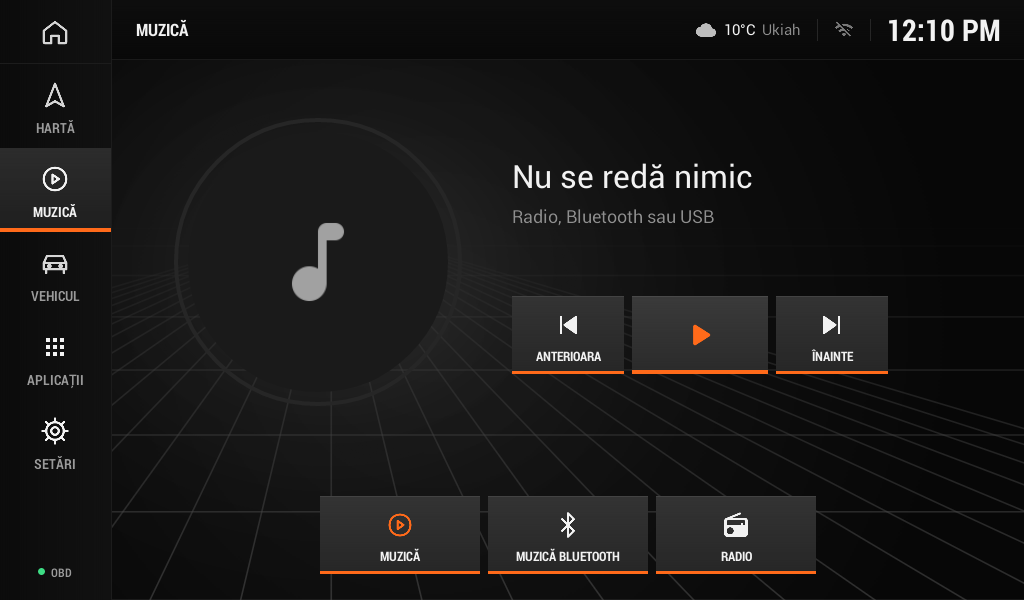 MUZICĂ
10°C Ukiah
12:10 PM
HARTĂ
MUZICĂ
VEHICUL
APLICAȚII
SETĂRI
OBD
Nu se redă nimic
Radio, Bluetooth sau USB
ANTERIOARA
ÎNAINTE
MUZICĂ
MUZICĂ BLUETOOTH
RADIO